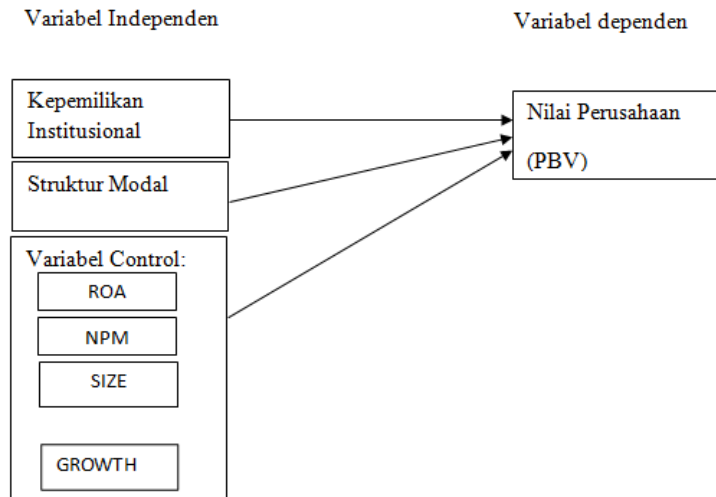 Variabel Independen
Variabel dependen
Kepemilikan
Institusional
Nilai Perusahaan
(PBV)
Struktur Modal
Variabel Control:
ROA
NPM
SIZE
GROWTH